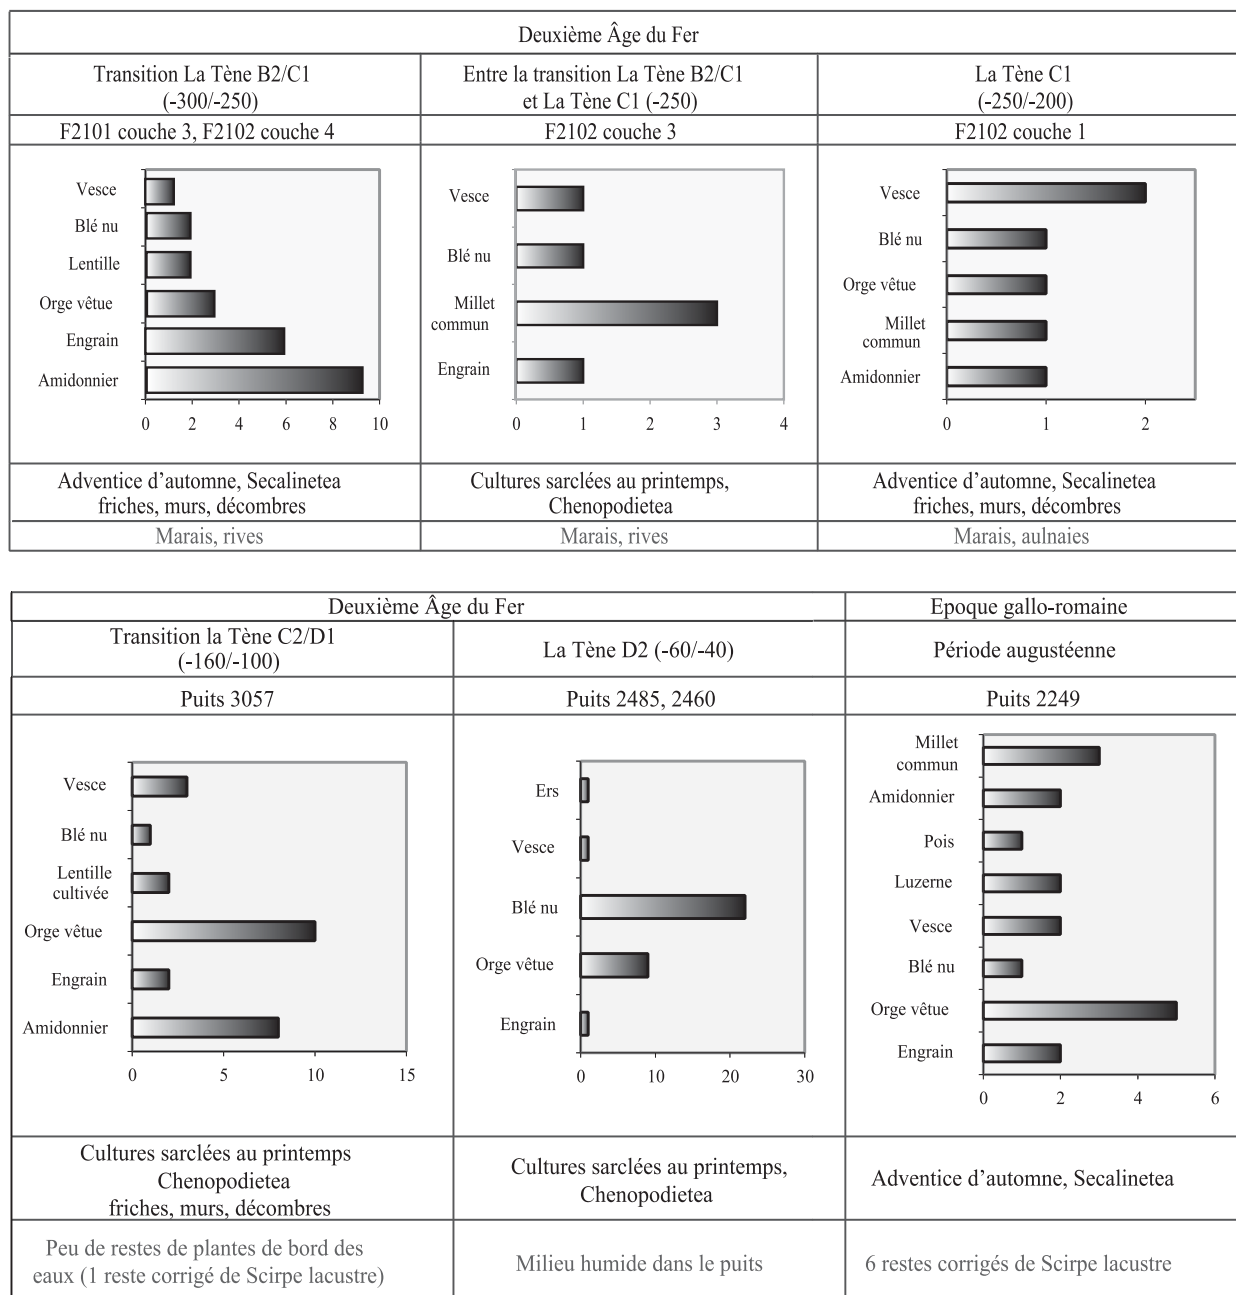 Deuxième Âge du Fer
Transition La Tène B2/C1
(-300/-250)
Entre la transition La Tène B2/C1
et La Tène C1 (-250)
La Tène C1
(-250/-200)
F2101 couche 3, F2102 couche 4
F2102 couche 3
F2102 couche 1
Vesce
Blé nu
Lentille
Orge vêtue
Engrain
Amidonnier
0 2 4 6 8 10
Vesce
Blé nu
Millet
commun
Engrain
0 1 2 3 4
Vesce
Blé nu
Orge vêtue
Millet
commun
Amidonnier
0 1 2
Adventice d'automne, Secalinetea
friches, murs, décombres
Cultures sarclées au printemps,
Chenopodietea
Adventice d'automne, Secalinetea
friches, murs, décombres
Marais, rives
Marais, rives
Marais, aulnaies
Deuxième Âge du Fer
Epoque gallo-romaine
Transition la Tène C2/D1
(-160/-100)
La Tène D2 (-60/-40)
Période augustéenne
Puits 3057
Puits 2485, 2460
Puits 2249
Vesce
Blé nu
Lentille
cultivée
Orge vêtue
Engrain
Amidonnier
0 5 10 15
Ers
Vesce
Blé nu
Orge vêtue
Engrain
0 10 20 30
Millet
commun
Amidonnier
Pois
Luzerne
Vesce
Blé nu
Orge vêtue
Engrain
0 2 4 6
Cultures sarclées au printemps
Chenopodietea
friches, murs, décombres
Cultures sarclées au printemps,
Chenopodietea
Adventice d'automne, Secalinetea
Peu de restes de plantes de bord des
eaux (1 reste corrigé de Scirpe lacustre)
Milieu humide dans le puits
6 restes corrigés de Scirpe lacustre